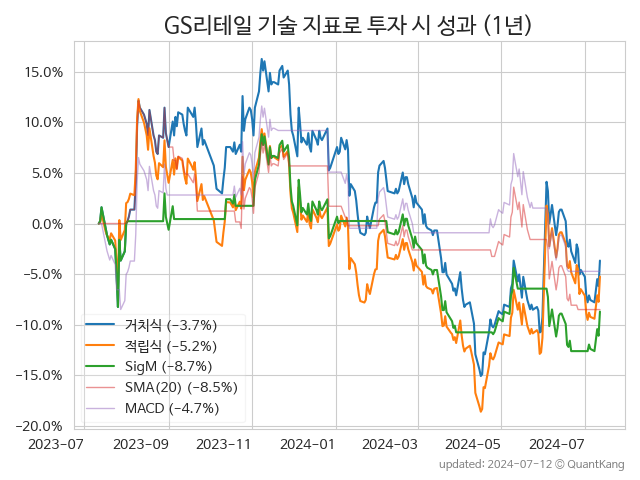 GS리테일 기술 지표로 투자 시 성과 (1년)
15.0%
10.0%
5.0%
0.0%
−5.0%
−10.0%
−15.0%
−20.0%
거치식 (−3.7%)
적립식 (−5.2%)
SigM (−8.7%)
SMA(20) (−8.5%)
MACD (−4.7%)
2023-07 2023-09 2023-11 2024-01 2024-03 2024-05 2024-07
updated: 2024-07-12 © QuantKang